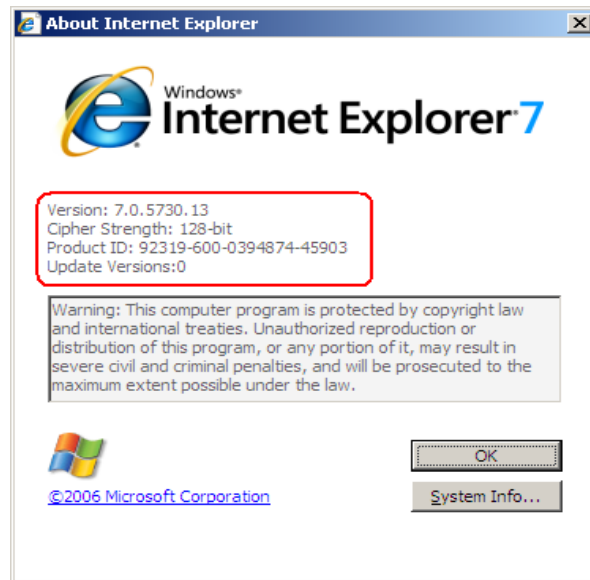 About Internet Explorer
Windows®
Internet Explorer 7
Version: 7.0.5730.13
Cipher Strength: 128-bit
Product ID: 92319-600-0394874-45903
Update Versions:0
Warning: This computer program is protected by copyright law
and international treaties. Unauthorized reproduction or
distribution of this program, or any portion of it, may result in
severe civil and criminal penalties, and will be prosecuted to the
maximum extent possible under the law.
OK
©2006 Microsoft Corporation
System Info...